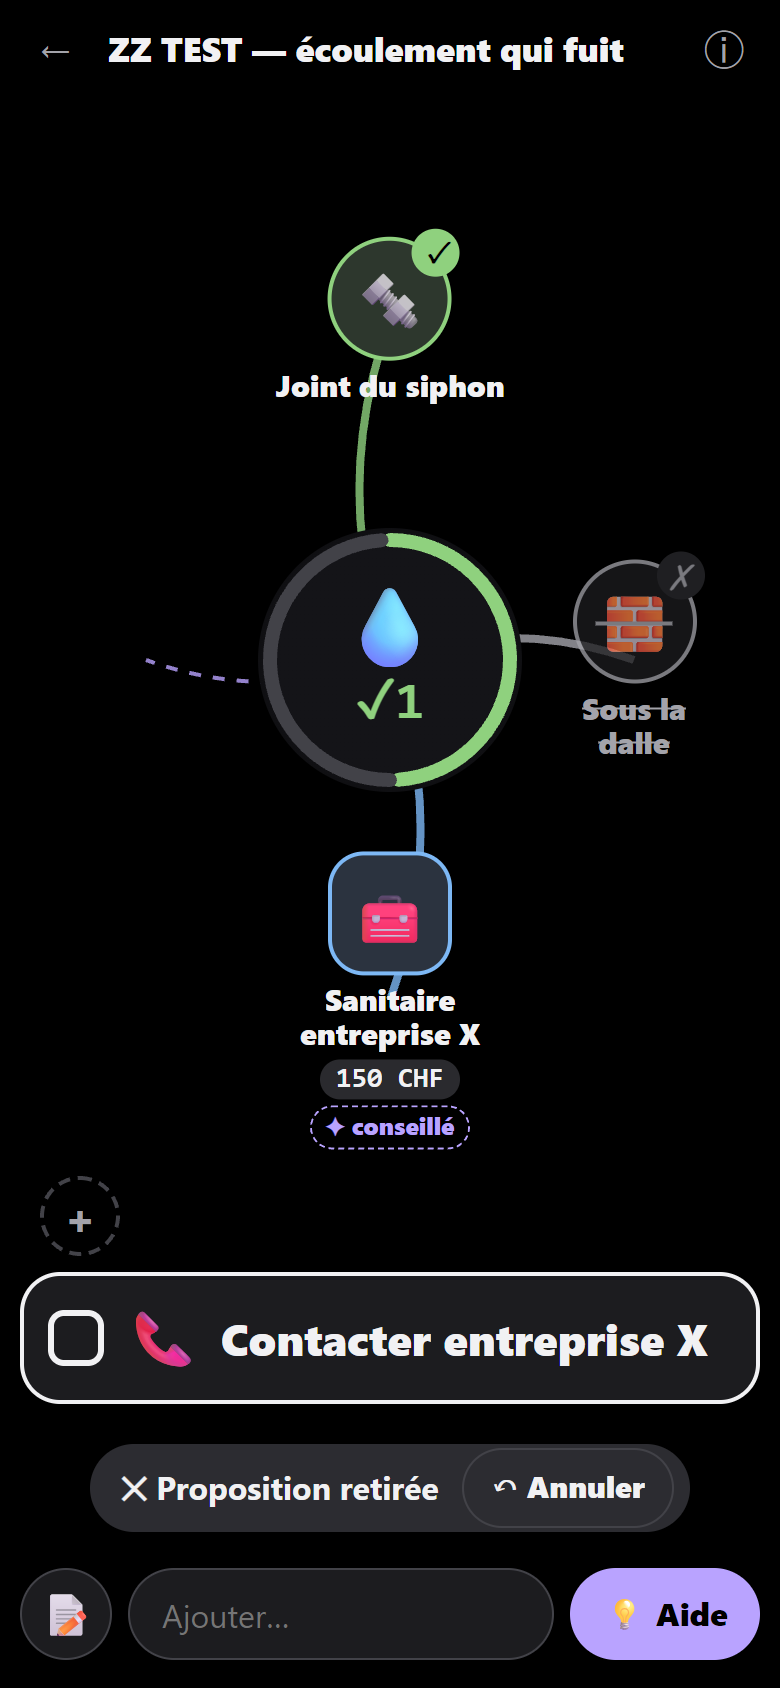 ← ZZ TEST — écoulement qui fuit ⓘ
✓
Joint du siphon
✗
✓1
Sous la
dalle
Sanitaire
entreprise X
150 CHF
✦ conseillé
+
Contacter entreprise X
✕ Proposition retirée ↶ Annuler
Ajouter...
Aide